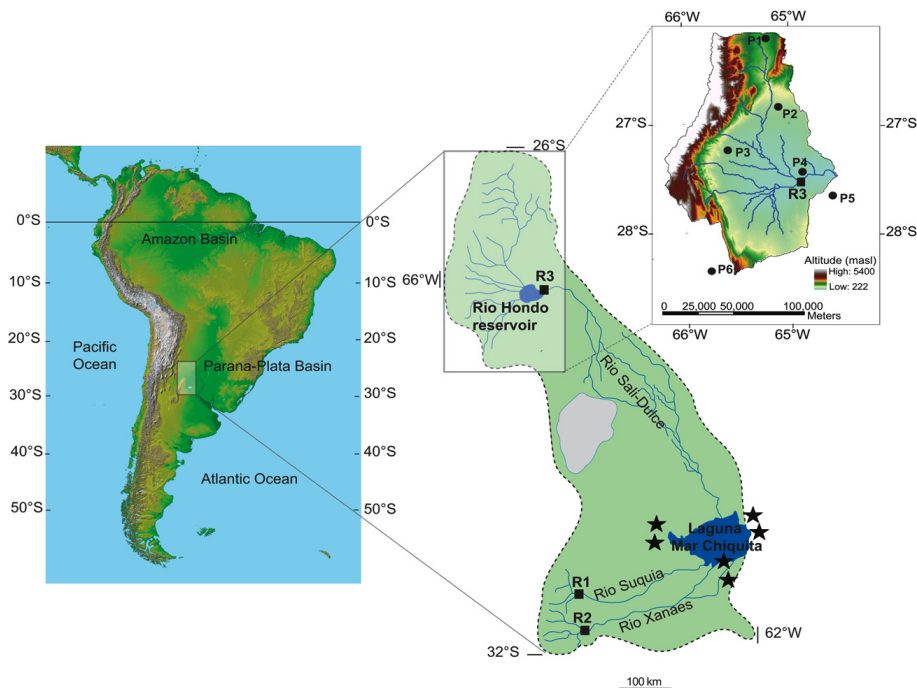 0°S
10°S
20°S
30°S
40°S
50°S
Amazon Basin
Pacific
Ocean
Parana-Plata Basin
Atlantic Ocean
0°S
10°S
20°S
30°S
40°S
50°S
26°S
66°W
R3
Rio Hondo
reservoir
Rio Sali-Dulce
Laguna
Mar Chiquita
R1
Rio Suquia
R2
Rio Xanaes
32°S
62°W
100 km
66°W
65°W
P1
P2
27°S
27°S
P3
P4
R3
P5
28°S
28°S
P6
Altitude (masl)
High: 5400
Low: 222
0 25,000 50,000 100,000
Meters
66°W
65°W